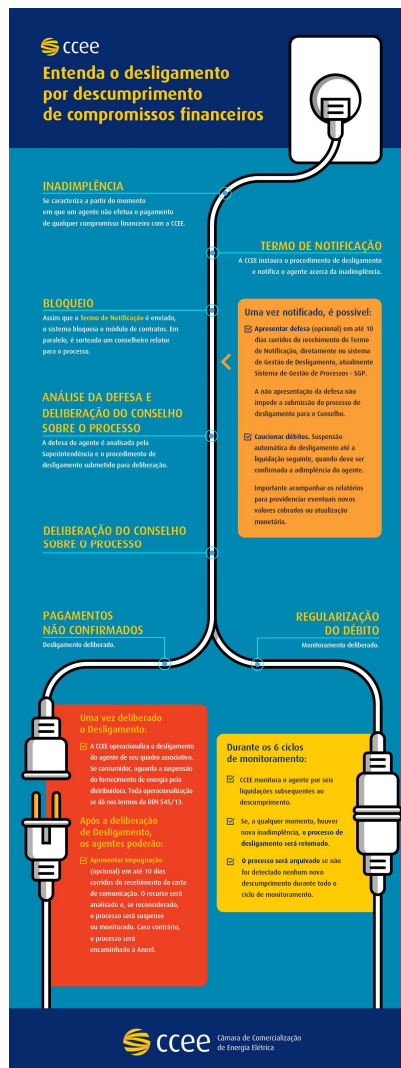 ccee
Entenda o desligamento
por descumprimento
de compromissos financeiros
INADIMPLÊNCIA
Se caracteriza a partir do momento
em que um agente não efetua o pagamento
de qualquer compromisso financeiro com a CCEE.
TERMO DE NOTIFICAÇÃO
A CCEE instaura o procedimento de desligamento
e notifica o agente acerca da inadimplência.
BLOQUEIO
Assim que o Termo de Notificação é enviado,
o sistema bloqueia o módulo de contratos. Em
paralelo, é sorteado um conselheiro relator
para o processo.
Uma vez notificado, é possível:
Apresentar defesa (opcional) em até 10
dias corridos do recebimento do Termo
de Notificação, diretamente no sistema
de Gestão de Desligamento, atualmente
Sistema de Gestão de Processos - SGP.
A não apresentação da defesa não
impede a submissão do processo de
desligamento para o Conselho.
Caucionar débitos. Suspensão
automática do desligamento até a
liquidação seguinte, quando deve ser
confirmada a adimplência do agente.
Importante acompanhar os relatórios
para providenciar eventuais novos
valores cobrados ou atualização
monetária.
ANÁLISE DA DEFESA E
DELIBERAÇÃO DO CONSELHO
SOBRE O PROCESSO
A defesa do agente é analisada pela
Superintendência e o procedimento de
desligamento submetido para deliberação.
DELIBERAÇÃO DO CONSELHO
SOBRE O PROCESSO
PAGAMENTOS
NÃO CONFIRMADOS
Desligamento deliberado.
REGULARIZAÇÃO
DO DÉBITO
Monitoramento deliberado.
Uma vez deliberado
o Desligamento:
A CCEE operacionaliza o desligamento
do agente de seu quadro associativo.
Se consumidor, aguarda a suspensão
do fornecimento de energia pela
distribuidora. Toda operacionalização
se dá nos termos da REN 545/13.
Após a deliberação
de Desligamento,
os agentes poderão:
Apresentar impugnação
(opcional) em até 10 dias
corridos do recebimento da carta
de comunicação. O recurso será
analisado e, se reconsiderado,
o processo será suspenso
ou monitorado. Caso contrário,
o processo será
encaminhado à Aneel.
Durante os 6 ciclos
de monitoramento:
CCEE monitora o agente por seis
liquidações subsequentes ao
descumprimento.
Se, a qualquer momento, houver
nova inadimplência, o processo de
desligamento será retomado.
O processo será arquivado se não
for detectado nenhum novo
descumprimento durante todo o
ciclo de monitoramento.
ccee
Câmara de Comercialização
de Energia Elétrica